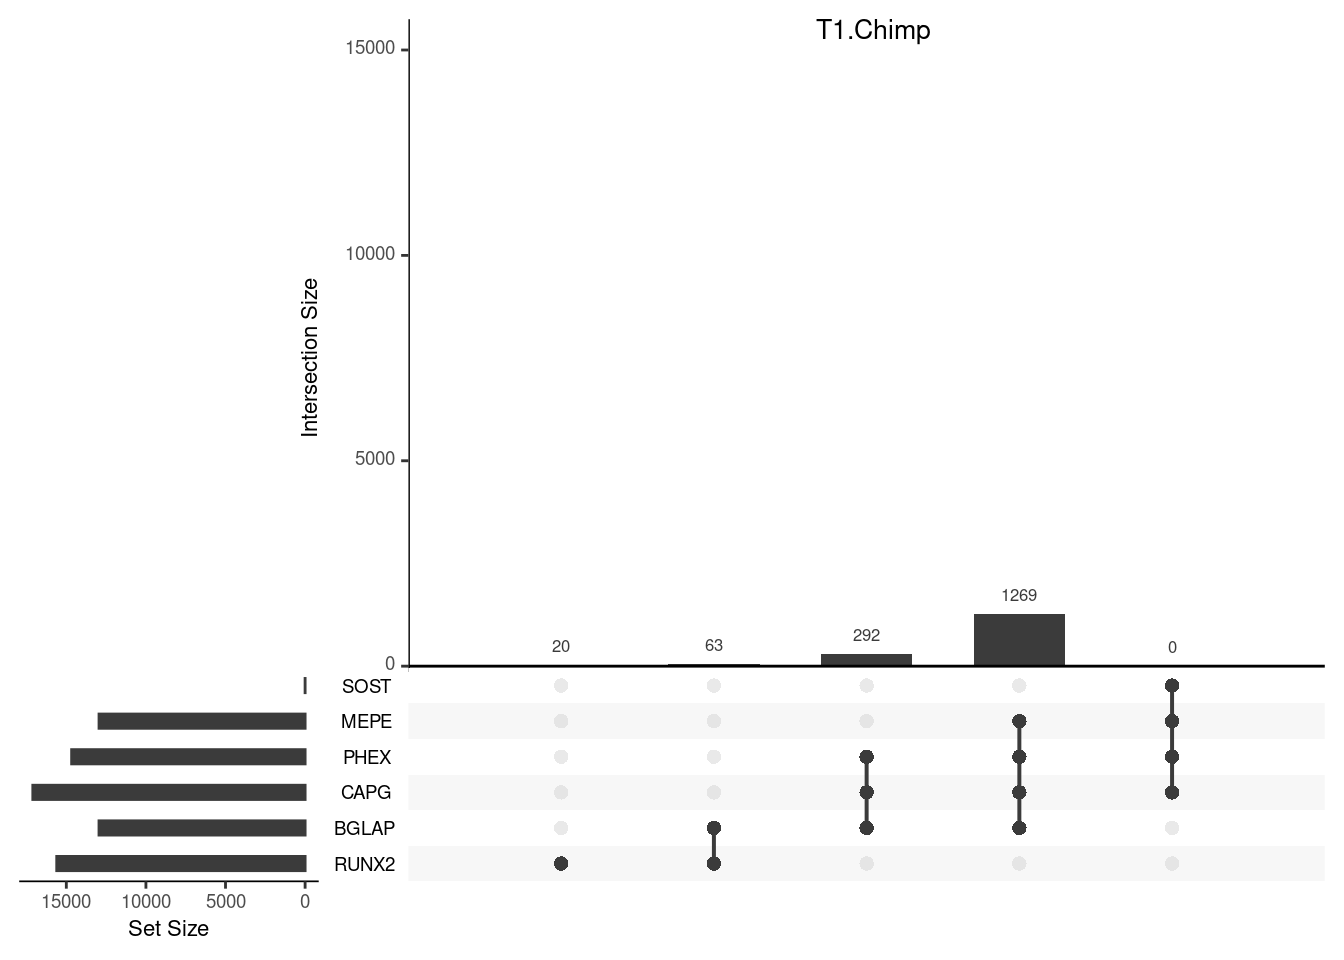 T1.Chimp
15000
10000
5000
0
Intersection Size
20
63
292
1269
0
SOST
MEPE
PHEX
CAPG
BGLAP
RUNX2
15000 10000 5000 0
Set Size